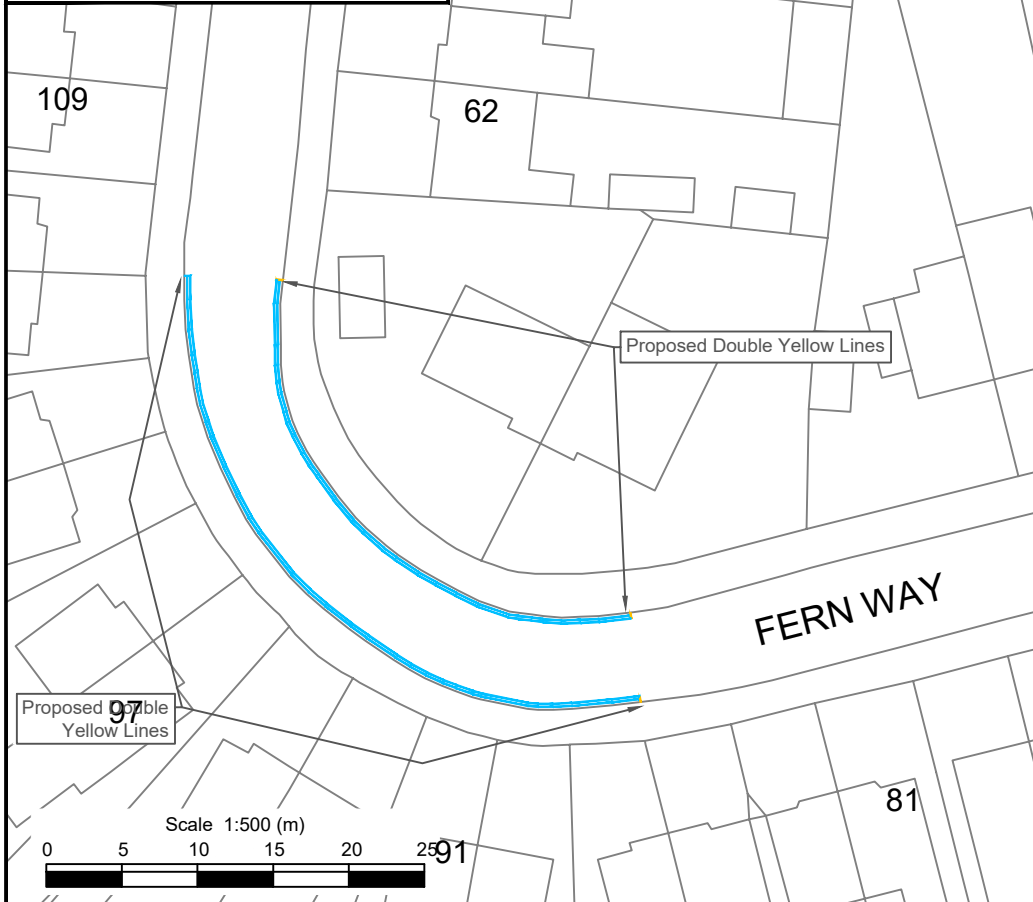 109
62
Proposed Double Yellow Lines
FERN WAY
Proposed Double
Yellow Lines
97
81
Scale 1:500 (m)
0 5 10 15 20 25
91